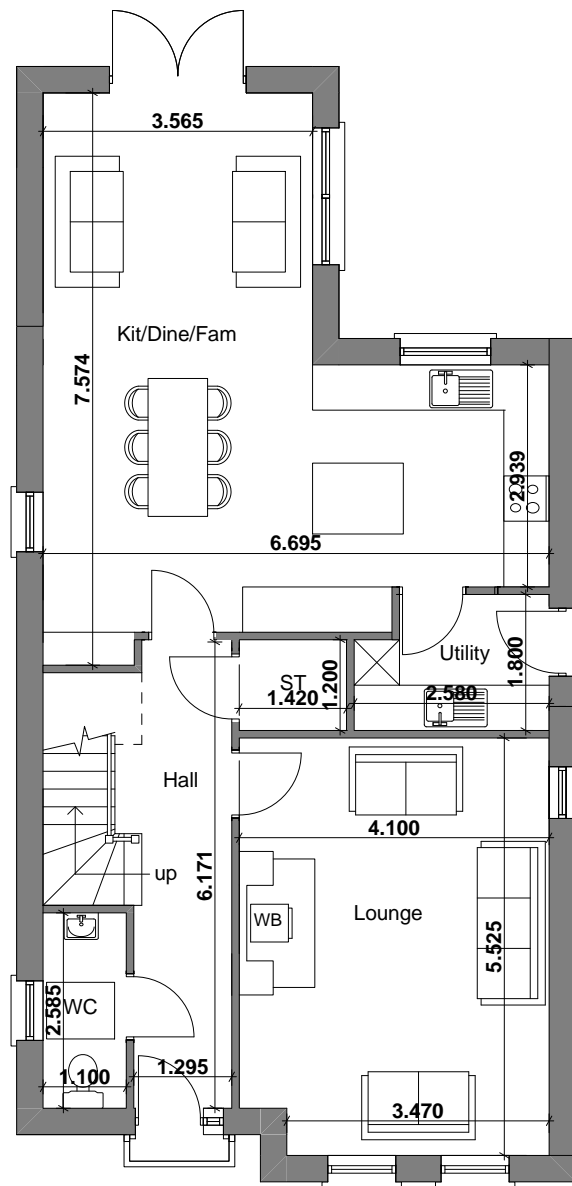 3.565
Kit/Dine/Fam
7.574
2.939
6.695
Utility
1.800
ST
1.200
1.420
2.580
Hall
4.100
up
6.171
WB
Lounge
5.525
WC
2.585
1.100
1.295
3.470